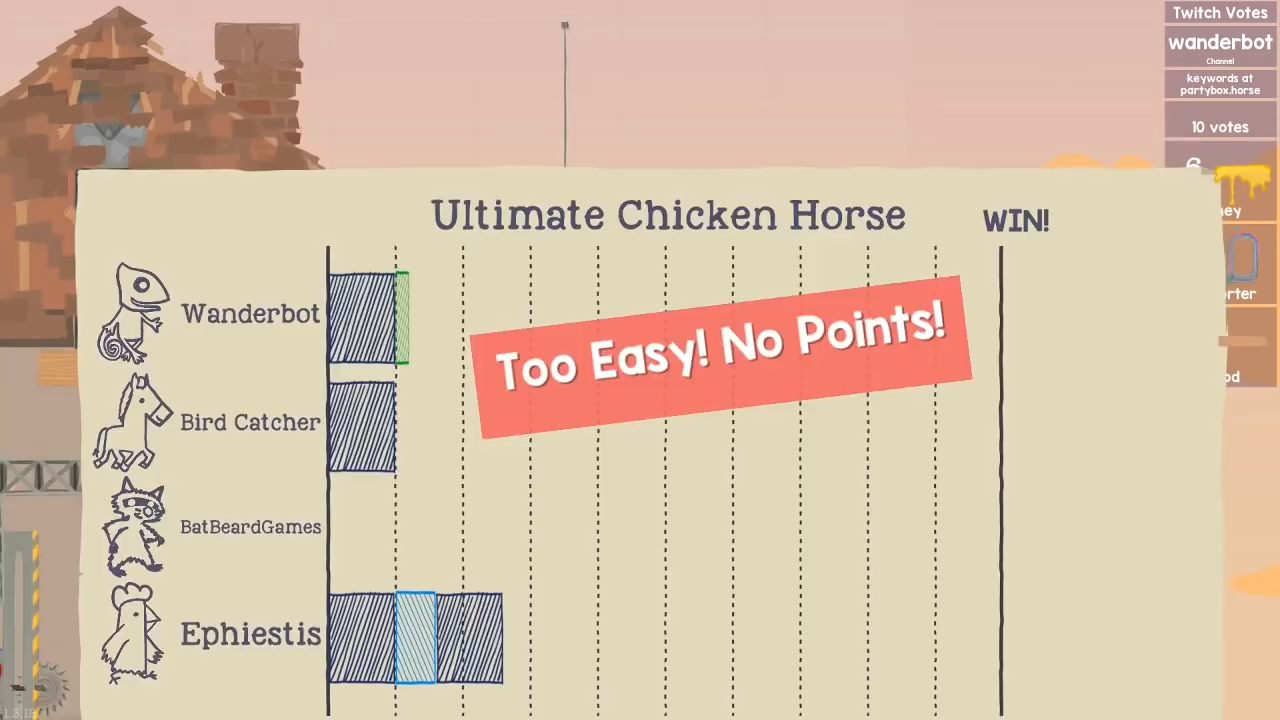 Twitch Votes
wanderbot
Channel
keywords at
partybox.horse
10 votes
6
Ultimate Chicken Horse
WIN!
Wanderbot
Too Easy! No Points!
Bird Catcher
BatBeardGames
Ephiestis